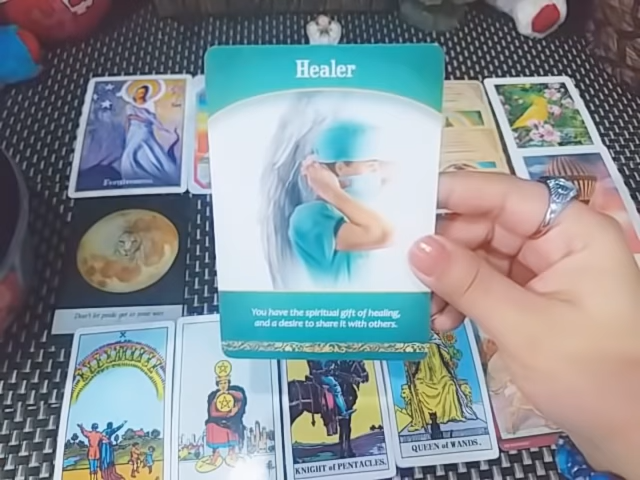 Healer
You have the spiritual gift of healing,
and a desire to share it with others.
Forgiveness
Don't let pride get in your way.
X
KNIGHT of PENTACLES.
QUEEN of WANDS.